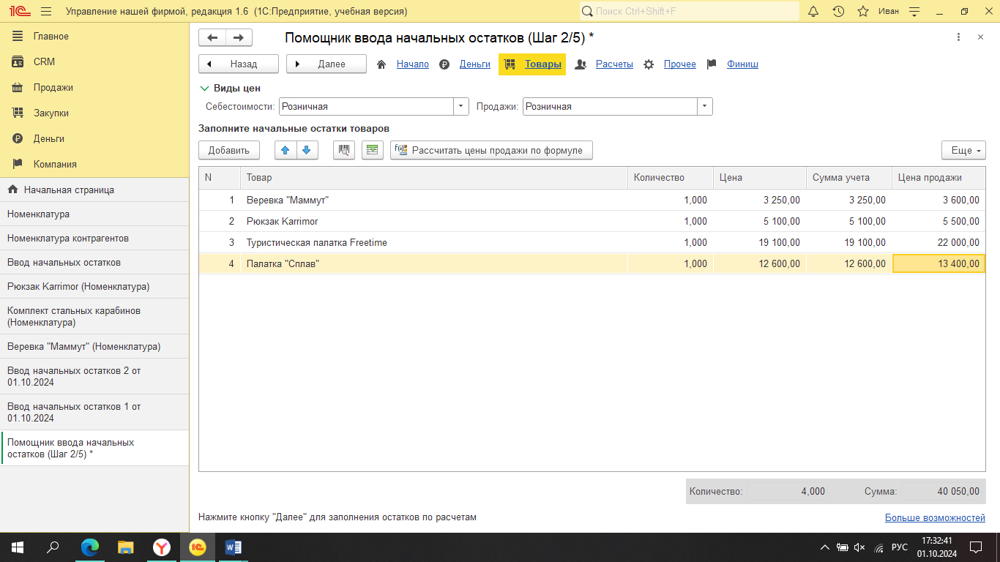 1С Управление нашей фирмой, редакция 1.6 (1С:Предприятие, учебная версия) Поиск Ctrl+Shift+F Иван
Главное
CRM
Продажи
Закупки
Деньги
Компания
Начальная страница
Номенклатура
Номенклатура контрагентов
Ввод начальных остатков
Рюкзак Karrimor (Номенклатура)
Комплект стальных карабинов
(Номенклатура)
Веревка "Маммут" (Номенклатура)
Ввод начальных остатков 2 от
01.10.2024
Ввод начальных остатков 1 от
01.10.2024
Помощник ввода начальных
остатков (Шаг 2/5) *
Помощник ввода начальных остатков (Шаг 2/5) *
Назад Далее Начало Деньги Товары Расчеты Прочее Финиш
Виды цен
Себестоимости: Розничная Продажи: Розничная
Заполните начальные остатки товаров
Добавить Рассчитать цены продажи по формуле Еще
N Товар Количество Цена Сумма учета Цена продажи
1 Веревка "Маммут" 1,000 3 250,00 3 250,00 3 600,00
2 Рюкзак Karrimor 1,000 5 100,00 5 100,00 5 500,00
3 Туристическая палатка Freetime 1,000 19 100,00 19 100,00 22 000,00
4 Палатка "Сплав" 1,000 12 600,00 12 600,00 13 400,00
Количество: 4,000 Сумма: 40 050,00
Нажмите кнопку "Далее" для заполнения остатков по расчетам Больше возможностей
РУС 17:32:41
01.10.2024